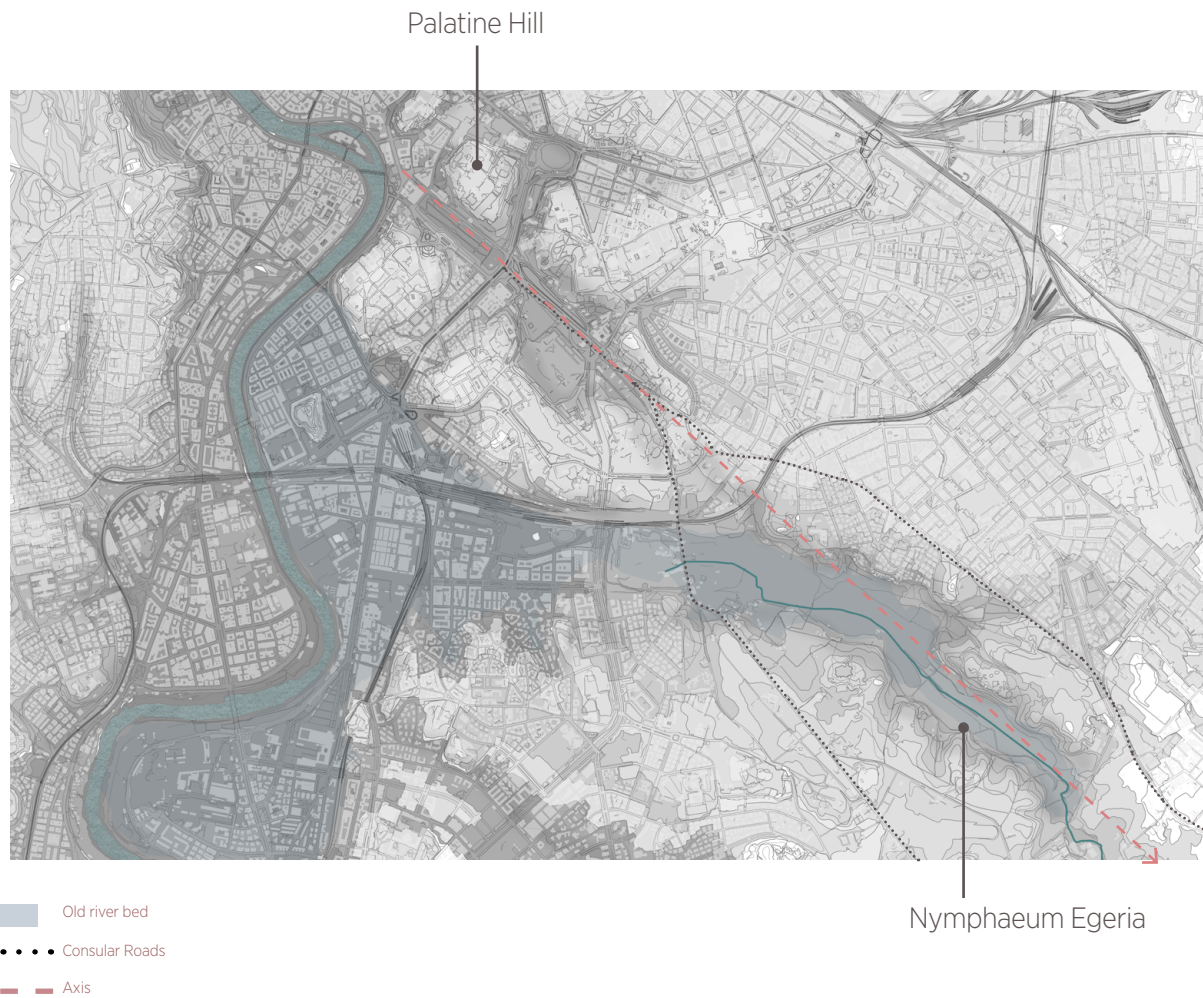 Palatine Hill
Nymphaeum Egeria
Old river bed
Consular Roads
Axis